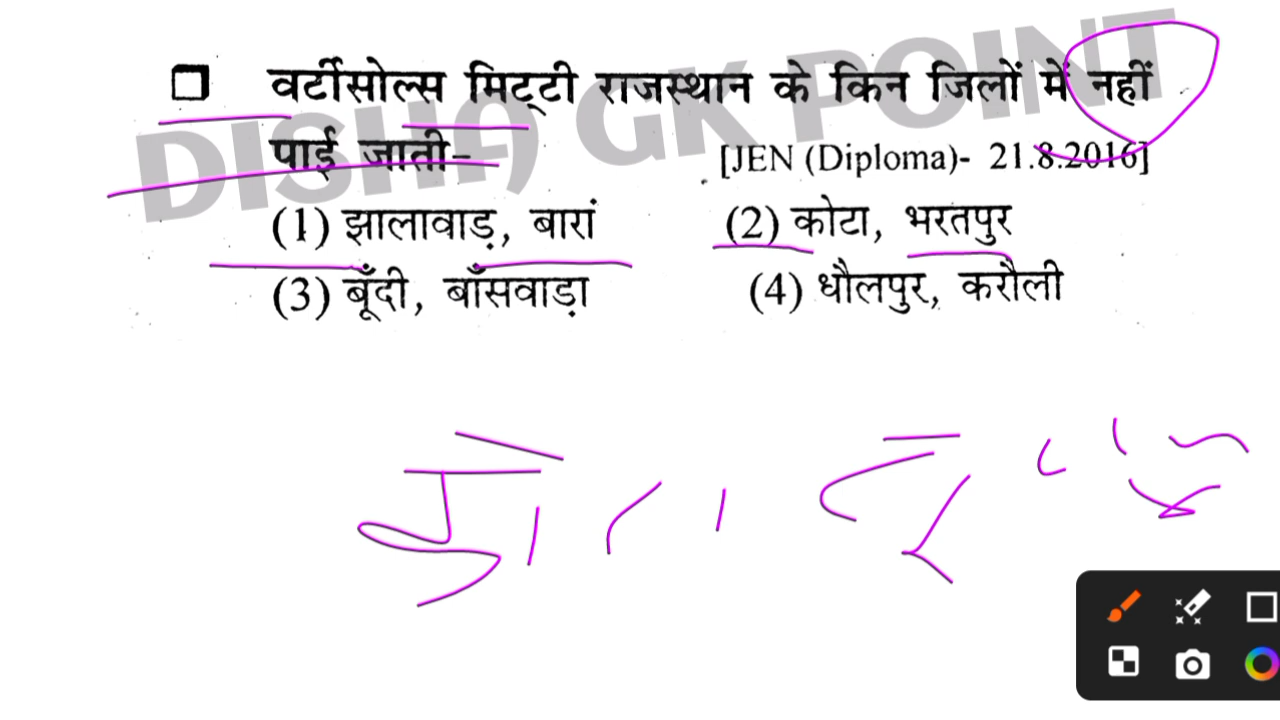 □ वर्टीसोल्स मिट्टी राजस्थान के किन जिलों में नहीं
पाई जाती-
[JEN (Diploma)- 21.8.2016]
(1) झालावाड़, बारां (2) कोटा, भरतपुर
(3) बूँदी, बाँसवाड़ा (4) धौलपुर, करौली
DISHA GK POINT